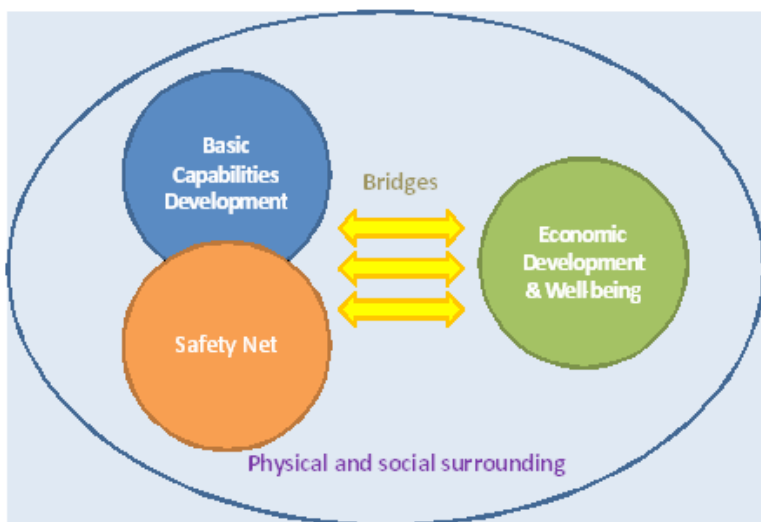 Basic
Capabilities
Development
Bridges
Economic
Development
& Well-being
Safety Net
Physical and social surrounding